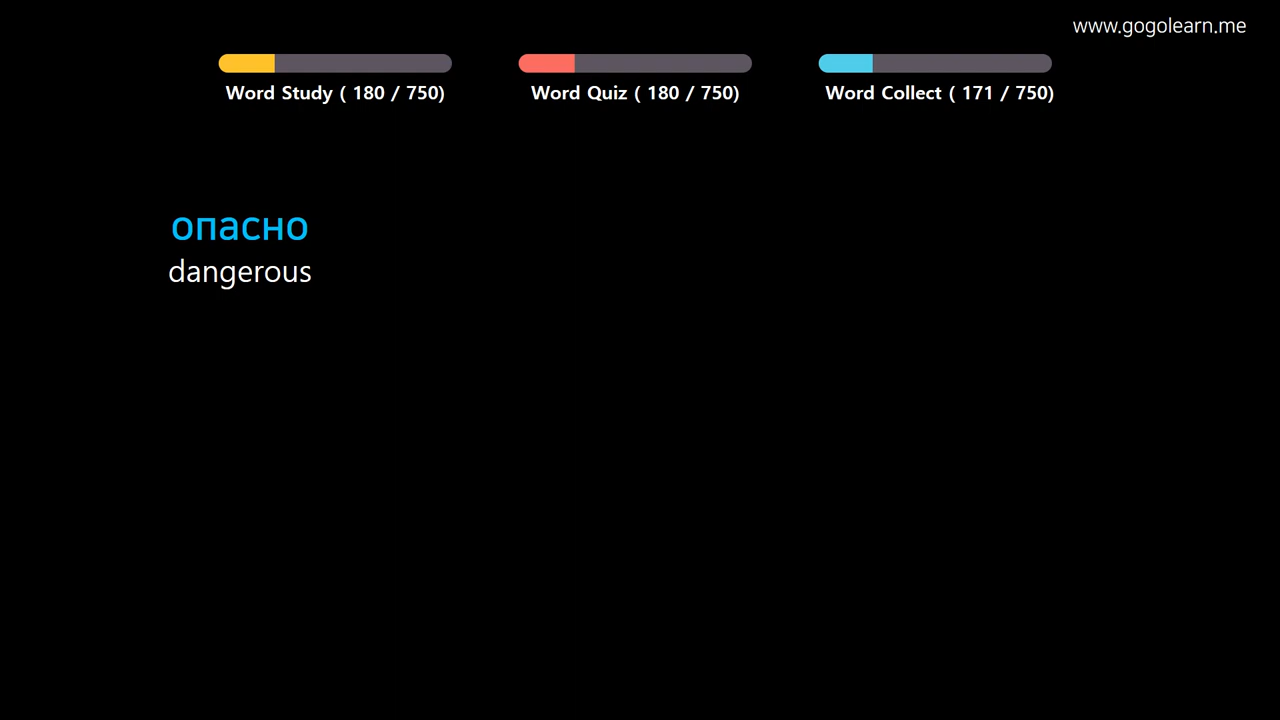 www.gogolearn.me
Word Study ( 180 / 750)
Word Quiz ( 180 / 750)
Word Collect ( 171 / 750)
опасно
dangerous